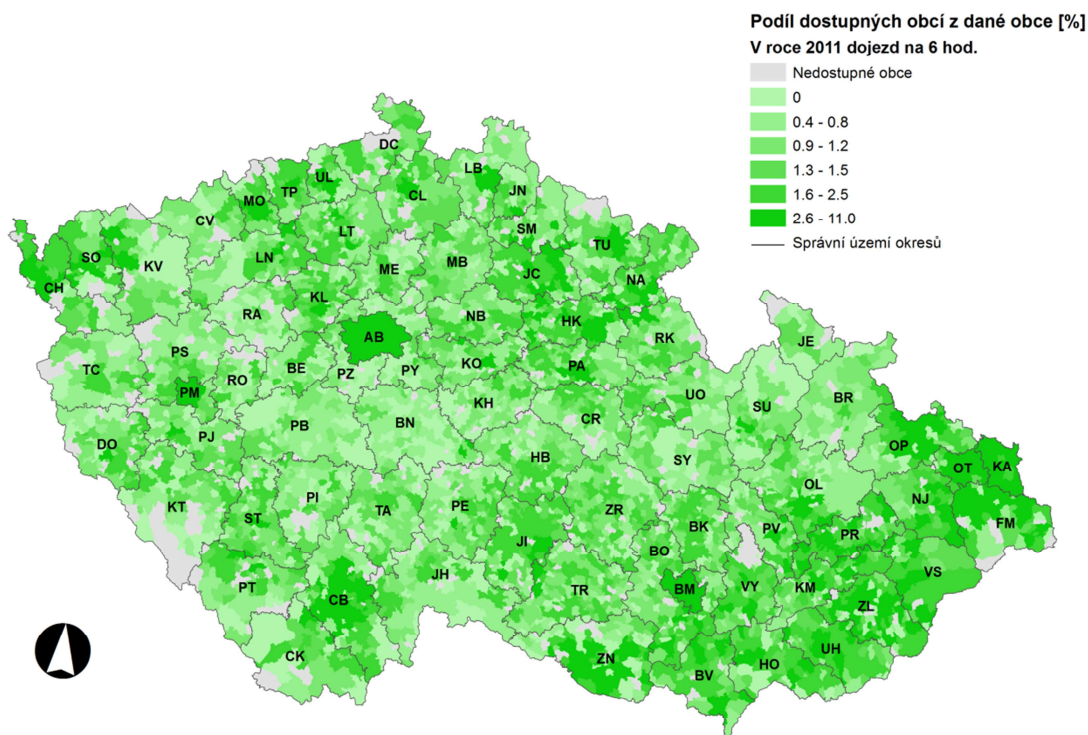 Podíl dostupných obcí z dané obce [%]
V roce 2011 dojezd na 6 hod.
Nedostupné obce
0
0.4 - 0.8
0.9 - 1.2
1.3 - 1.5
1.6 - 2.5
2.6 - 11.0
Správní území okresů
DC
LB
UL
TP
MO
CL
JN
CV
LT
SM
TU
SO
KV
LN
ME
MB
JC
NA
CH
KL
RA
NB
HK
AB
RK
JE
PS
TC
RO
BE
PZ
PY
KO
PA
PM
UO
SU
BR
KH
PB
BN
CR
DO
PJ
OP
HB
SY
OT
KA
OL
NJ
KT
PI
TA
PE
ZR
FM
ST
BK
PV
PR
JI
BO
VS
PT
JH
TR
BM
VY
KM
CB
ZL
CK
ZN
UH
HO
BV